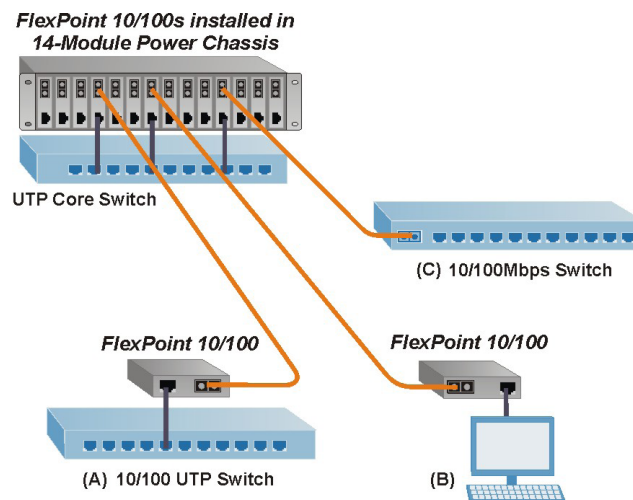 FlexPoint 10/100s installed in
14-Module Power Chassis
UTP Core Switch
(C) 10/100Mbps Switch
FlexPoint 10/100
FlexPoint 10/100
(A) 10/100 UTP Switch
(B)